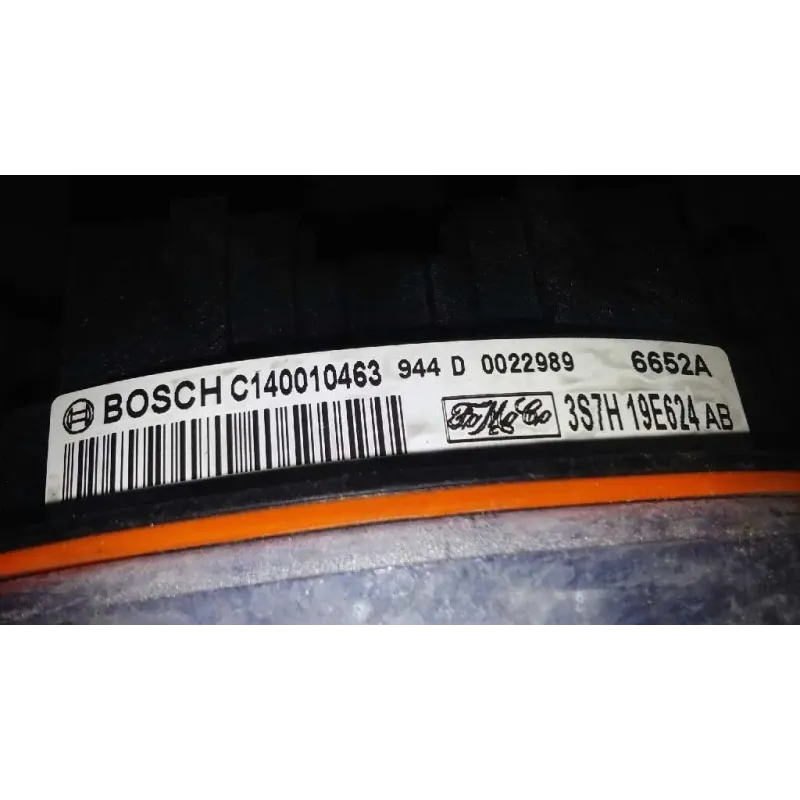 BOSCH C140010463 944 D 0022989 6652A
FoMoCo 3S7H 19E624 AB